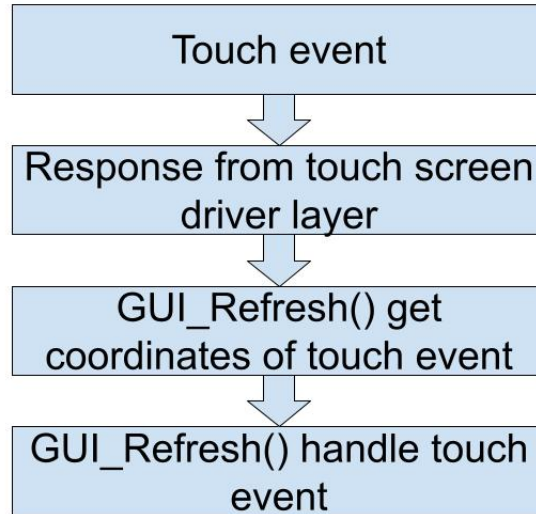 Touch event
Response from touch screen
driver layer
GUI_Refresh() get
coordinates of touch event
GUI_Refresh() handle touch
event